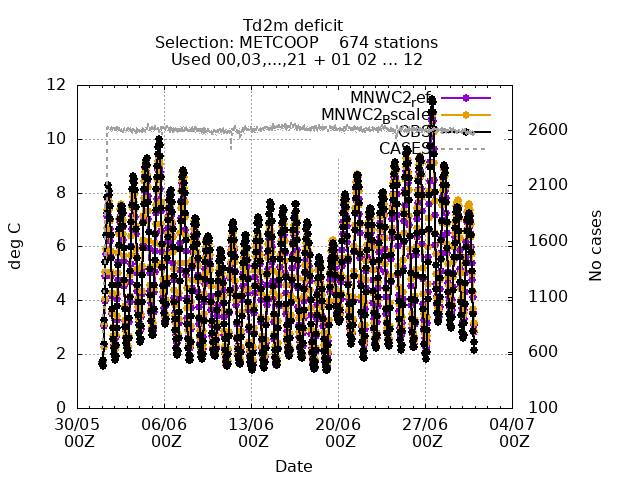 Td2m deficit
Selection: METCOOP    674 stations
Used 00,03,...,21 + 01 02 ... 12
12
10
8
6
4
2
0
deg C
MNWC2_ref
MNWC2_Bscale
OBS
CASES
2600
2100
1600
1100
600
100
No cases
30/05 06/06 13/06 20/06 27/06 04/07
00Z 00Z 00Z 00Z 00Z 00Z
Date